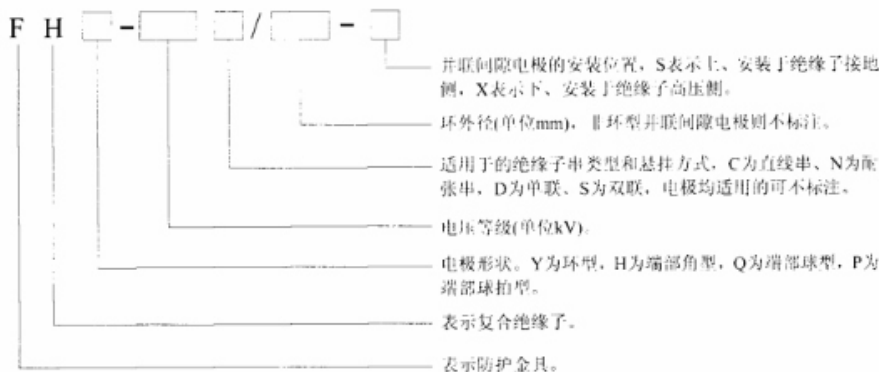 F H - / -
并联间隙电极的安装位置，S表示上、安装于绝缘子接地
侧，X表示下、安装于绝缘子高压侧。
环外径(单位mm)，非环型并联间隙电极则不标注。
适用于的绝缘子串类型和悬挂方式，C为直线串、N为耐
张串，D为单联、S为双联，电极均适用的可不标注。
电压等级(单位kV)。
电极形状。Y为环型，H为端部角型，Q为端部球型，P为
端部球拍型。
表示复合绝缘子。
表示防护金具。